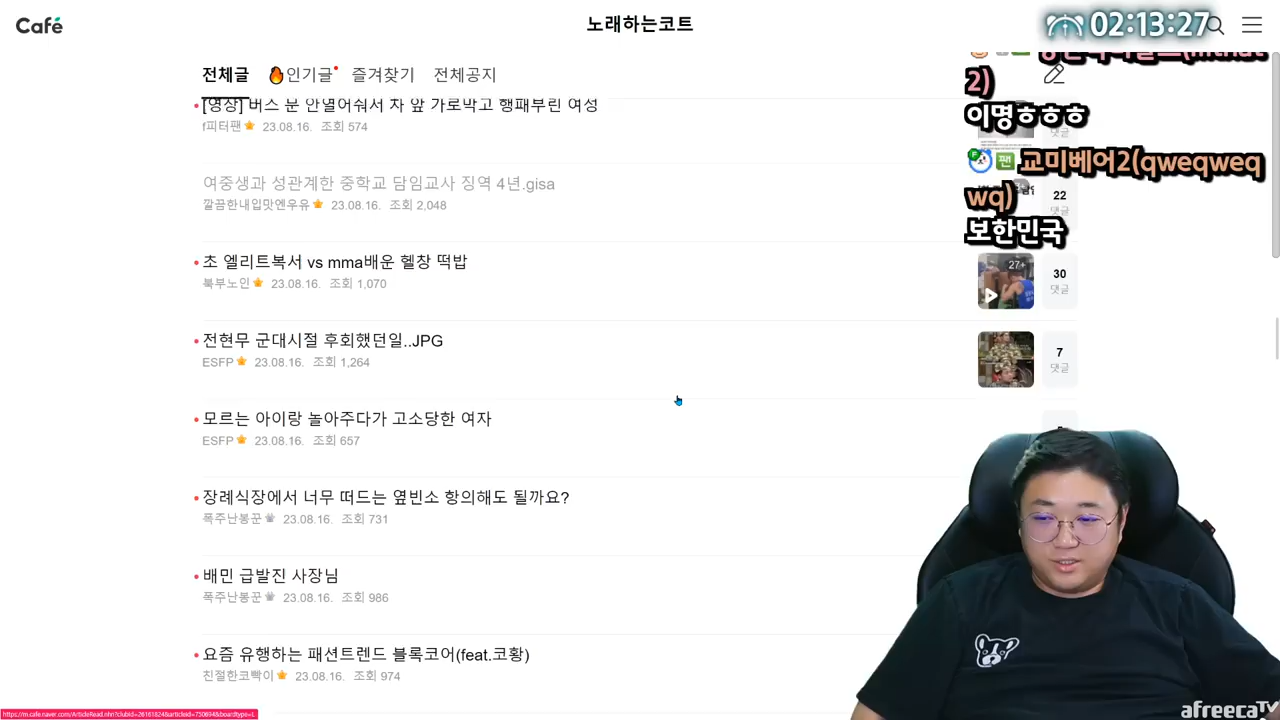 Café
노래하는코트
02:13:27
전체글
🔥인기글
즐겨찾기
전체공지
2)
이명ㅎㅎㅎ
팬 교미베어2(qweqweq
wq)
보한민국
[영상] 버스 문 안열어줘서 차 앞 가로막고 행패부린 여성
f피터팬 23.08.16. 조회 574
댓글
여중생과 성관계한 중학교 담임교사 징역 4년.gisa
깔끔한내입맛엔우유 23.08.16. 조회 2,048
22
댓글
초 엘리트복서 vs mma배운 헬창 떡밥
북부노인 23.08.16. 조회 1,070
27+
30
댓글
전현무 군대시절 후회했던일..JPG
ESFP 23.08.16. 조회 1,264
7
댓글
모르는 아이랑 놀아주다가 고소당한 여자
ESFP 23.08.16. 조회 657
장례식장에서 너무 떠드는 옆빈소 항의해도 될까요?
폭주난봉꾼 23.08.16. 조회 731
배민 급발진 사장님
폭주난봉꾼 23.08.16. 조회 986
요즘 유행하는 패션트렌드 블록코어(feat.코황)
친절한코빡이 23.08.16. 조회 974
afreecaTV